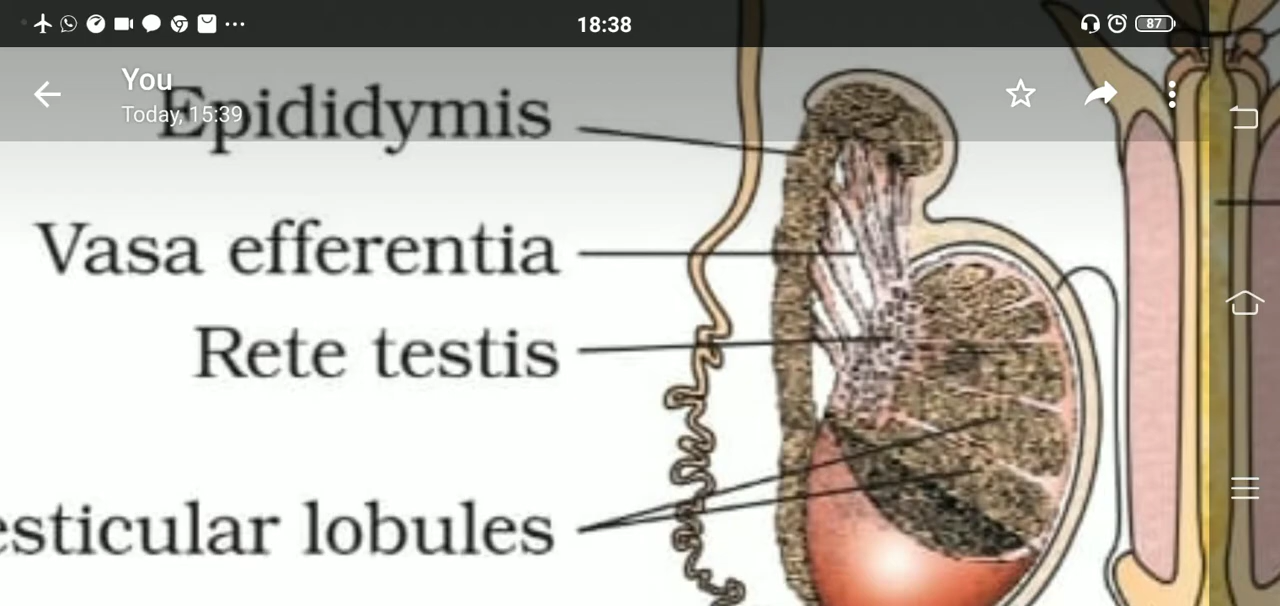 18:38
87
You
Today, 15:39
Epididymis
Vasa efferentia
Rete testis
esticular lobules